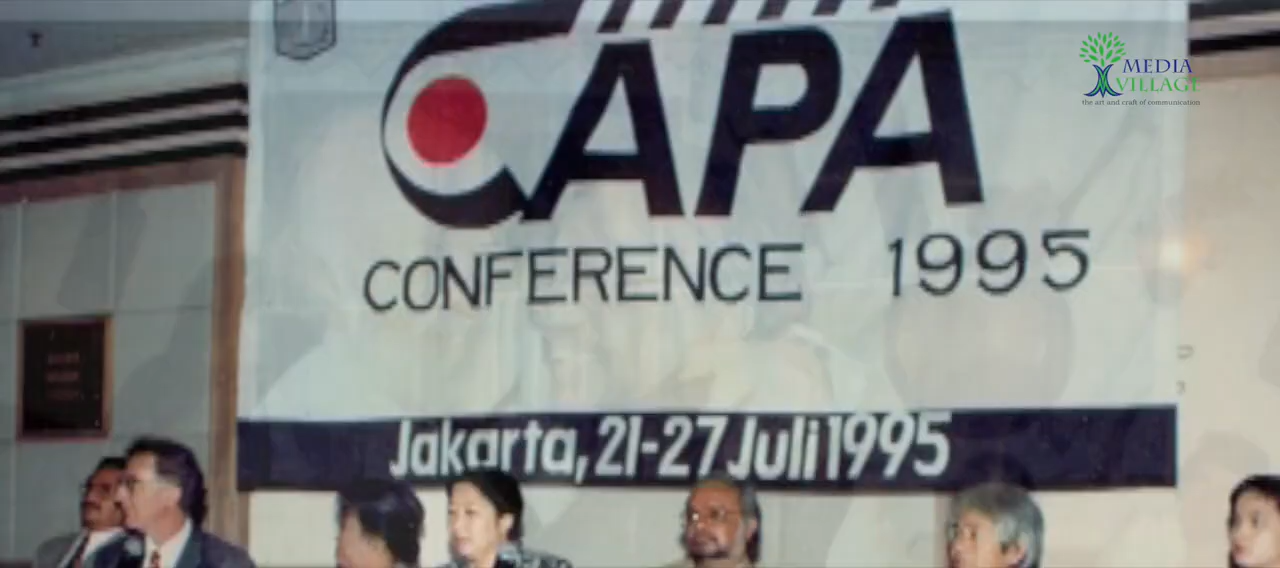 CAPA
MEDIA
VILLAGE
the art and craft of communication
CONFERENCE 1995
Jakarta, 21-27 Juli 1995